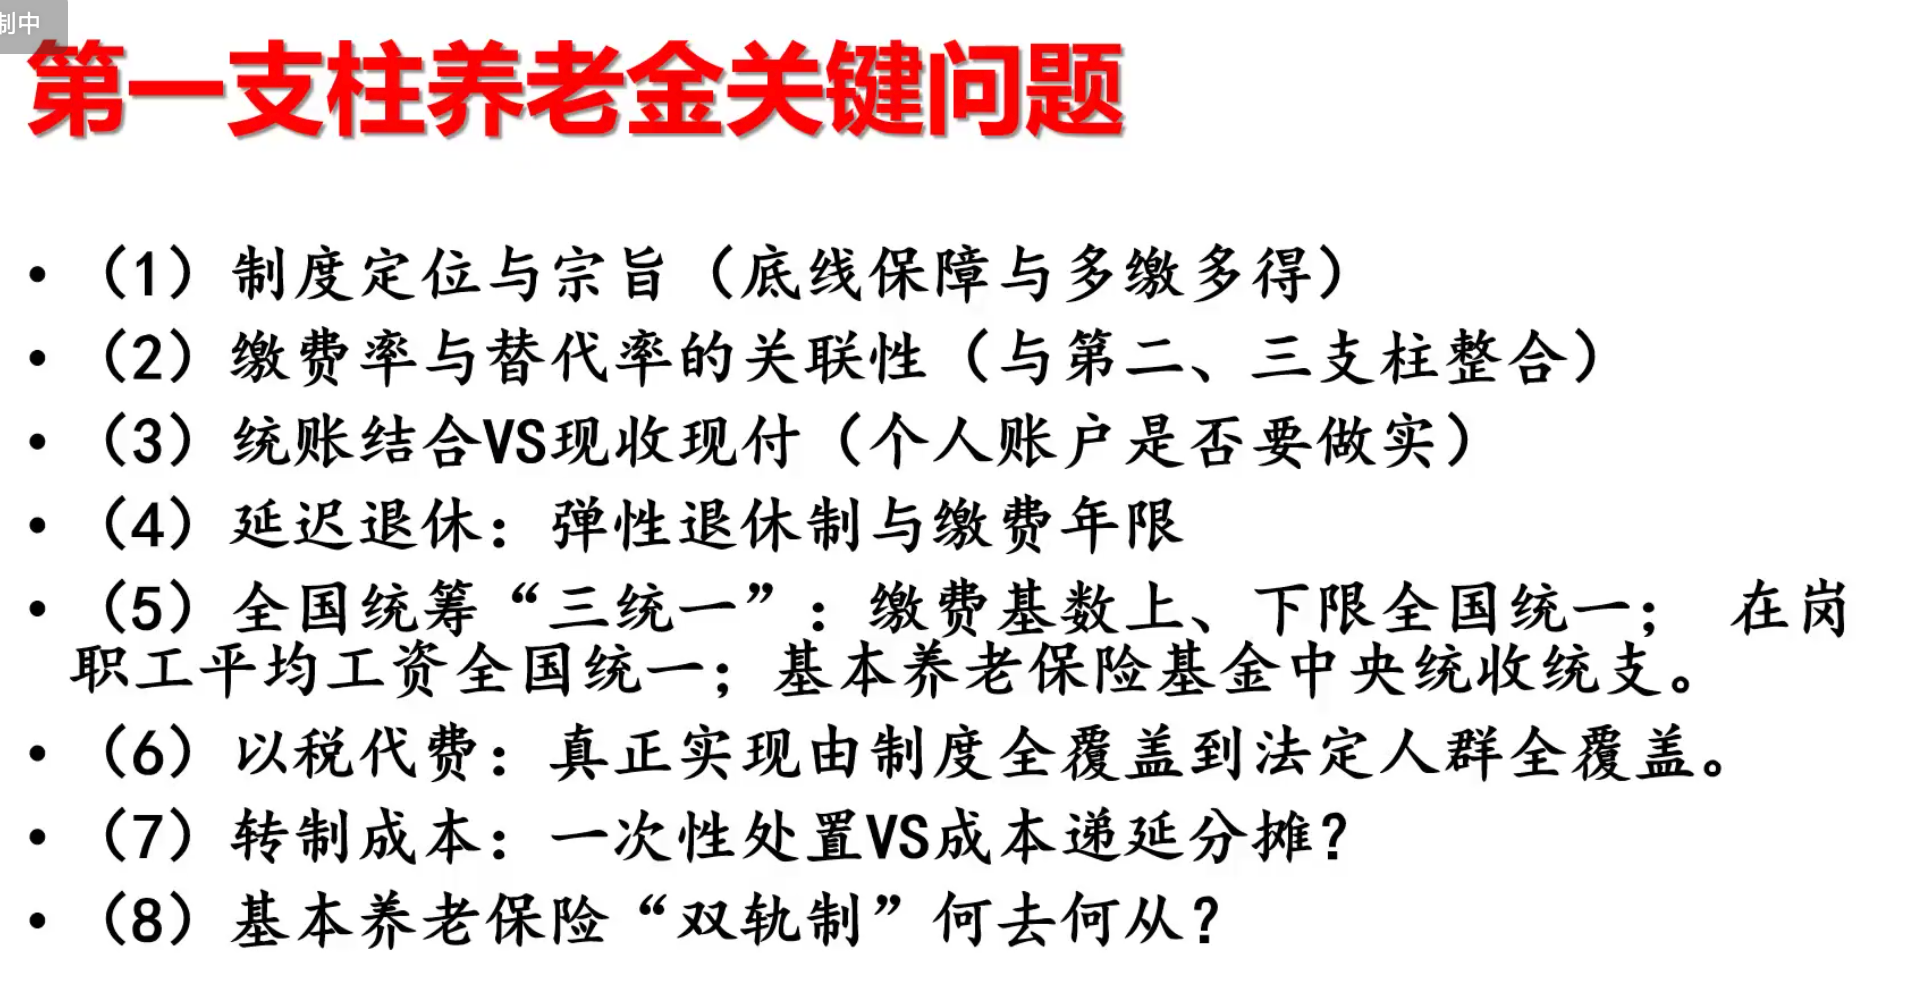 制中
第一支柱养老金关键问题
• （1）制度定位与宗旨（底线保障与多缴多得）
• （2）缴费率与替代率的关联性（与第二、三支柱整合）
• （3）统账结合VS现收现付（个人账户是否要做实）
• （4）延迟退休：弹性退休制与缴费年限
• （5）全国统筹“三统一”：缴费基数上、下限全国统一； 在岗
职工平均工资全国统一；基本养老保险基金中央统收统支。
• （6）以税代费：真正实现由制度全覆盖到法定人群全覆盖。
• （7）转制成本：一次性处置VS成本递延分摊？
• （8）基本养老保险“双轨制”何去何从？